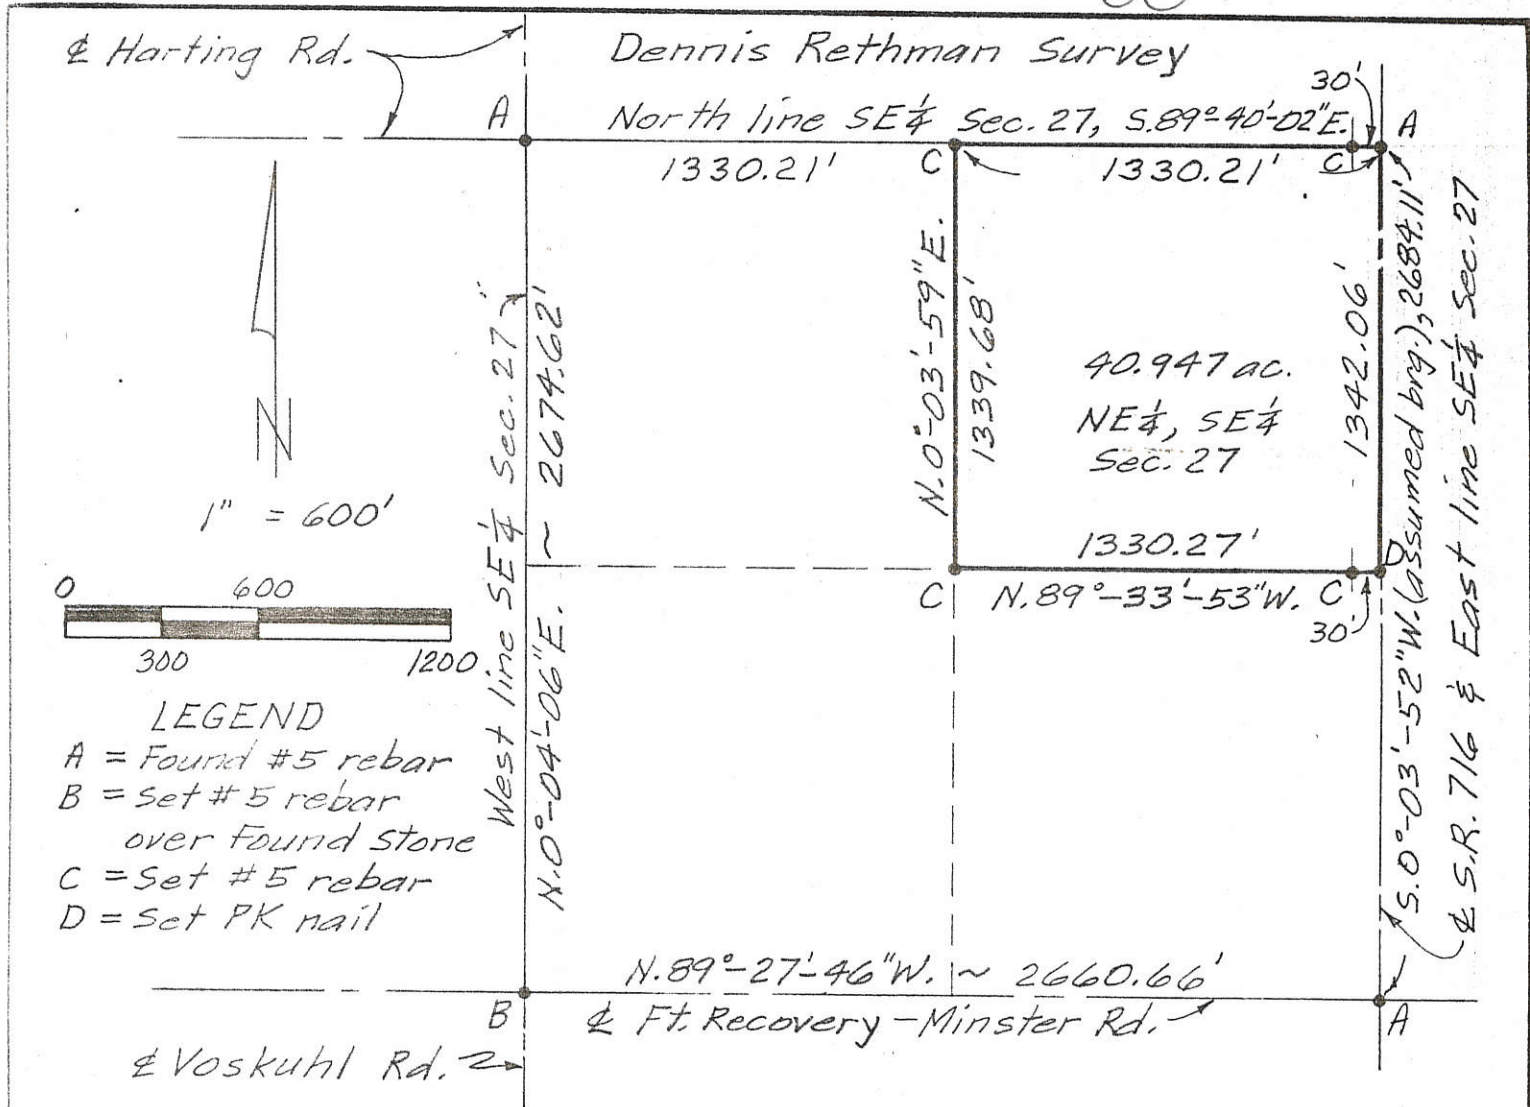 Dennis Rethman Survey
℄ Harting Rd.
30'
A
North line SE¼ Sec. 27, S.89°-40'-02"E.
A
1330.21'
C
1330.21'
C
N
1" = 600'
0 600
300 1200
West line SE¼ Sec. 27
N.0°-04'-06"E. ~ 2674.62'
N.0°-03'-59"E.
1339.68'
40.947 ac.
NE¼, SE¼
Sec. 27
1342.06'
S.0°-03'-52"W. (assumed brg.), 2684.11'
℄ S.R. 716 & East line SE¼ Sec. 27
1330.27'
D
C
N.89°-33'-53"W.
C
30'
LEGEND
A = Found #5 rebar
B = Set #5 rebar
over Found Stone
C = Set #5 rebar
D = Set PK nail
N.89°-27'-46"W. ~ 2660.66'
B
℄ Ft. Recovery - Minster Rd.
A
℄ Voskuhl Rd.